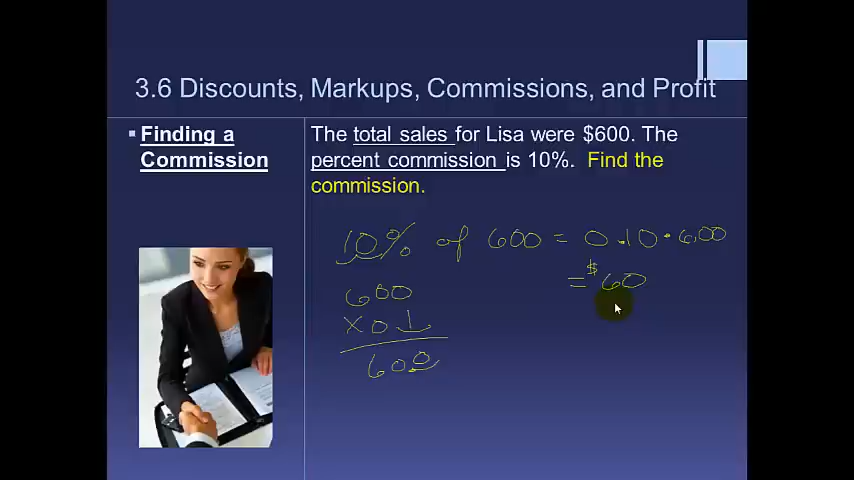 3.6 Discounts, Markups, Commissions, and Profit
Finding a
Commission
The total sales for Lisa were $600. The
percent commission is 10%. Find the
commission.
10% of 600 = 0.10 · 600
= $60
600
x 0.1
60.0